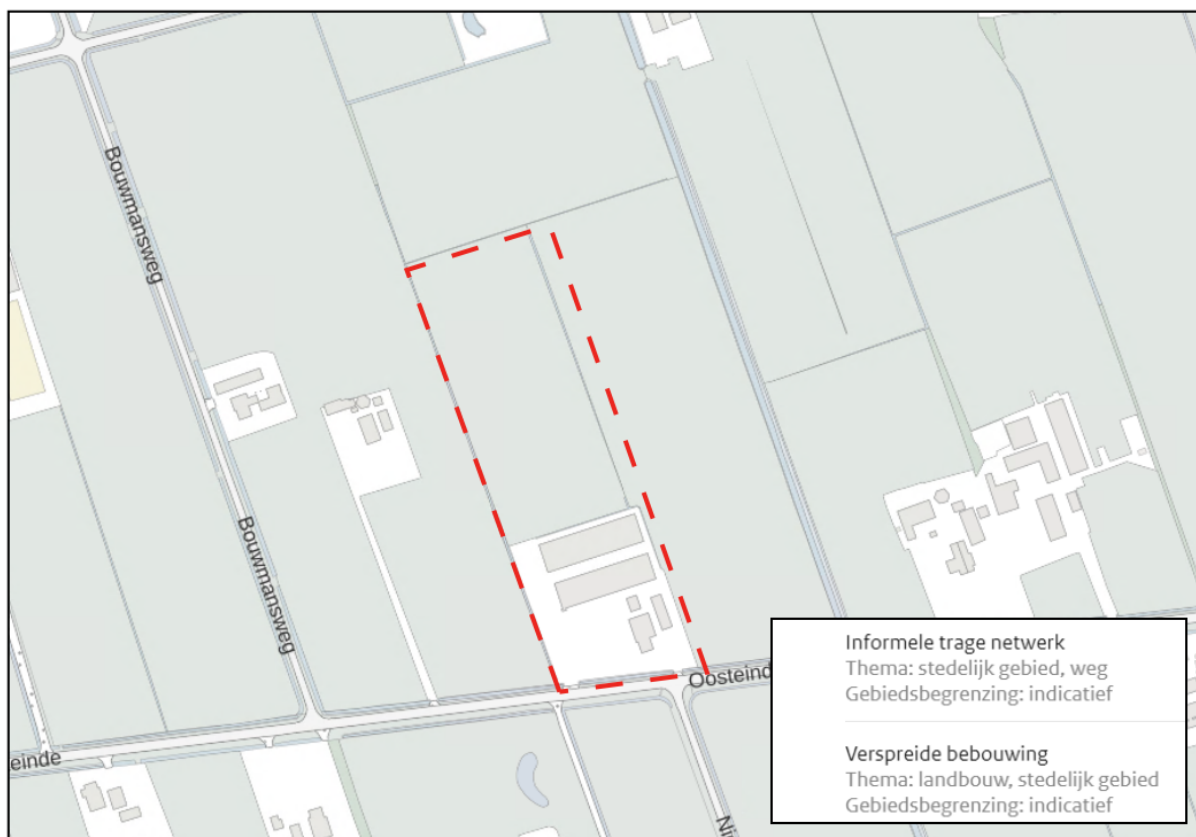 Bouwmansweg
Bouwmansweg
Oosteind
einde
Informele trage netwerk
Thema: stedelijk gebied, weg
Gebiedsbegrenzing: indicatief
Verspreide bebouwing
Thema: landbouw, stedelijk gebied
Gebiedsbegrenzing: indicatief